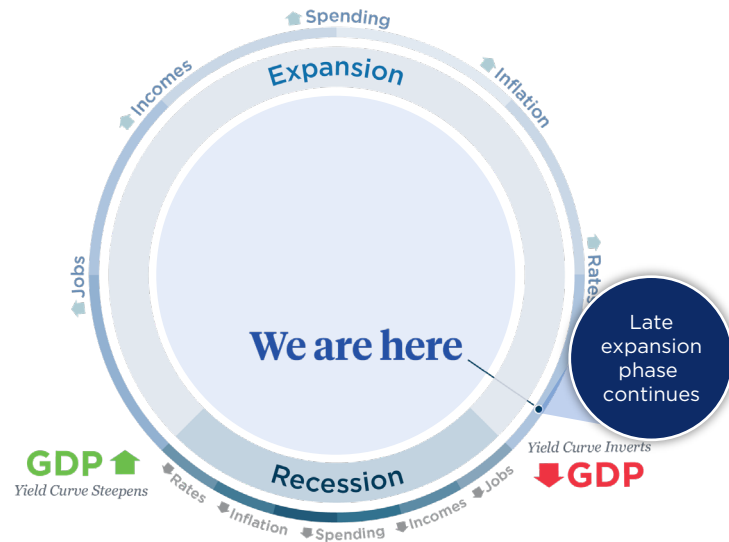 Spending
Expansion
Incomes
Inflation
Jobs
Rates
Late
expansion
phase
continues
We are here
GDP
Yield Curve Steepens
Yield Curve Inverts
GDP
Recession
Rates
Inflation
Spending
Incomes
Jobs